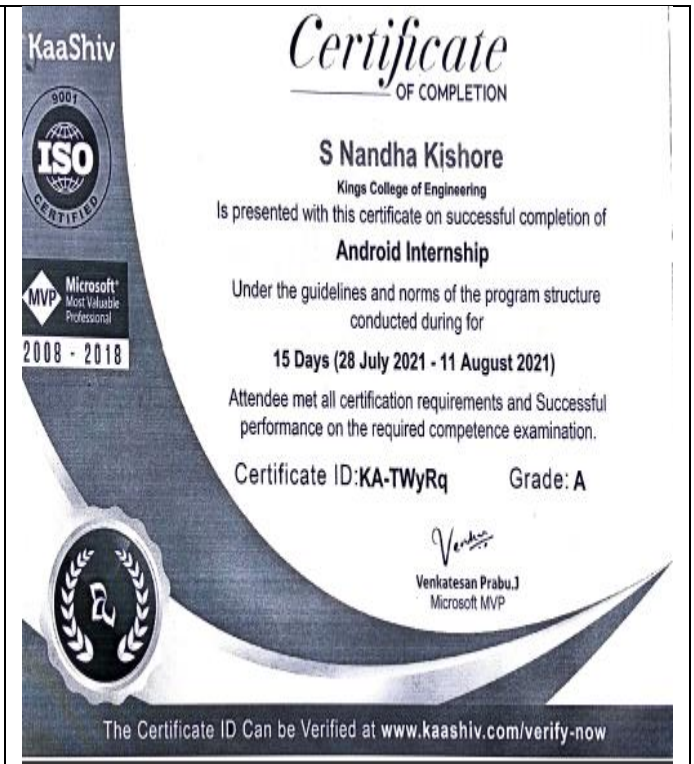 KaaShiv
Certificate
OF COMPLETION
9001
ISO
CERTIFIED
S Nandha Kishore
Kings College of Engineering
Is presented with this certificate on successful completion of
Android Internship
MVP
Microsoft®
Most Valuable
Professional
2008 - 2018
Under the guidelines and norms of the program structure
conducted during for
15 Days (28 July 2021 - 11 August 2021)
Attendee met all certification requirements and Successful
performance on the required competence examination.
Certificate ID:KA-TWyRq Grade: A
Venkatesan Prabu.J
Microsoft MVP
The Certificate ID Can be Verified at www.kaashiv.com/verify-now